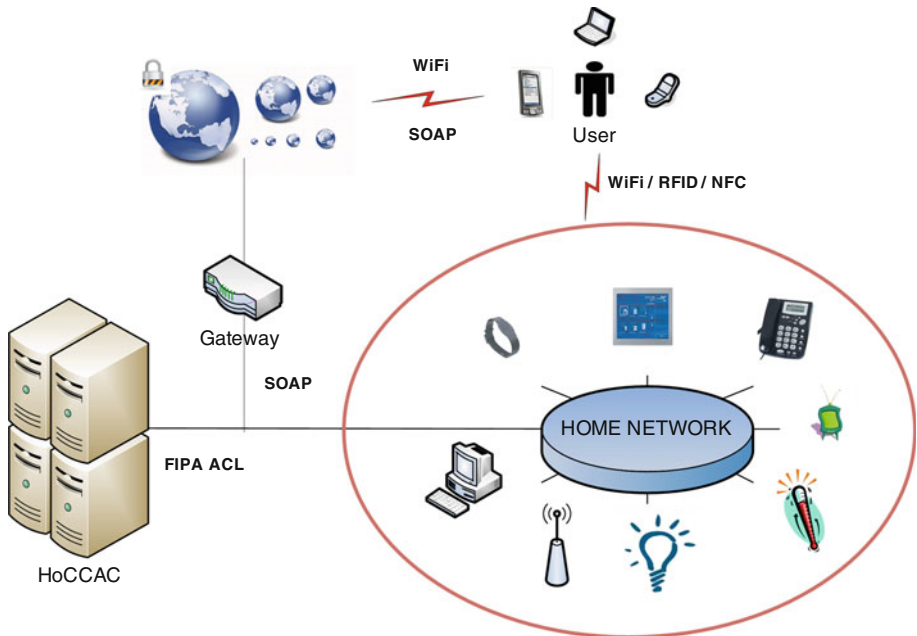 WiFi
SOAP
User
WiFi / RFID / NFC
Gateway
SOAP
HOME NETWORK
FIPA ACL
HoCCAC